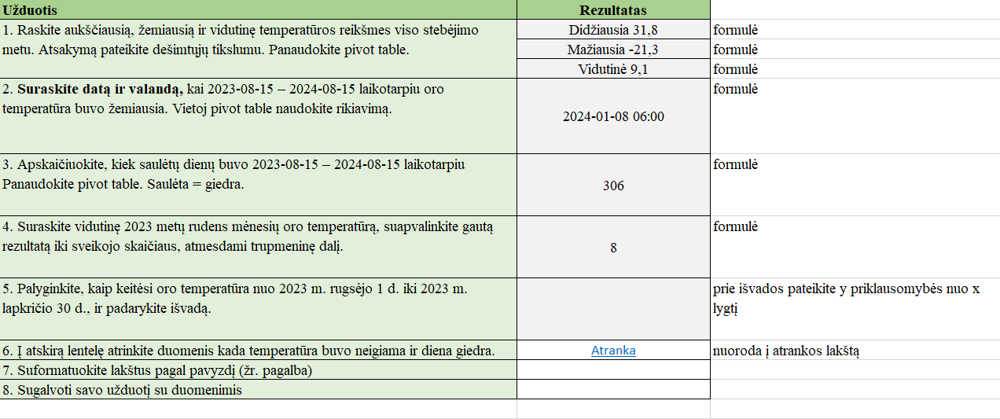 Užduotis Rezultatas
1. Raskite aukščiausią, žemiausią ir vidutinę temperatūros reikšmes viso stebėjimo
metu. Atsakymą pateikite dešimtųjų tikslumu. Panaudokite pivot table.
Didžiausia 31,8 formulė
Mažiausia -21,3 formulė
Vidutinė 9,1 formulė
2. Suraskite datą ir valandą, kai 2023-08-15 – 2024-08-15 laikotarpiu oro
temperatūra buvo žemiausia. Vietoj pivot table naudokite rikiavimą.
2024-01-08 06:00
formulė
3. Apskaičiuokite, kiek saulėtų dienų buvo 2023-08-15 – 2024-08-15 laikotarpiu
Panaudokite pivot table. Saulėta = giedra.
306
formulė
4. Suraskite vidutinę 2023 metų rudens mėnesių oro temperatūrą, suapvalinkite gautą
rezultatą iki sveikojo skaičiaus, atmesdami trupmeninę dalį.
8
formulė
5. Palyginkite, kaip keitėsi oro temperatūra nuo 2023 m. rugsėjo 1 d. iki 2023 m.
lapkričio 30 d., ir padarykite išvadą.
prie išvados pateikite y priklausomybės nuo x
lygtį
6. Į atskirą lentelę atrinkite duomenis kada temperatūra buvo neigiama ir diena giedra. Atranka nuoroda į atrankos lakštą
7. Suformatuokite lakštus pagal pavyzdį (žr. pagalba)
8. Sugalvoti savo užduotį su duomenimis